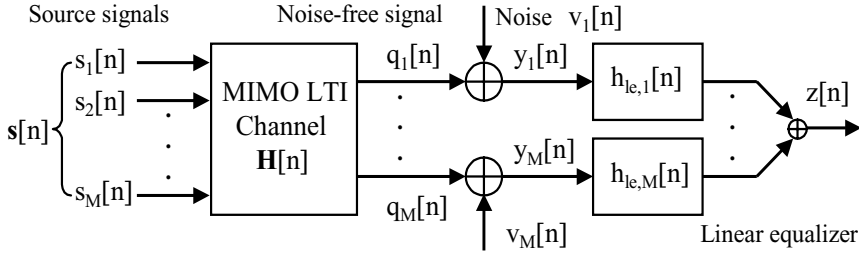 Source signals
Noise-free signal
Noise v1[n]
s1[n]
q1[n]
y1[n]
hle,1[n]
z[n]
s2[n]
MIMO LTI
Channel
H[n]
s[n]
.
.
.
.
.
.
.
.
.
sM[n]
qM[n]
yM[n]
hle,M[n]
vM[n]
Linear equalizer